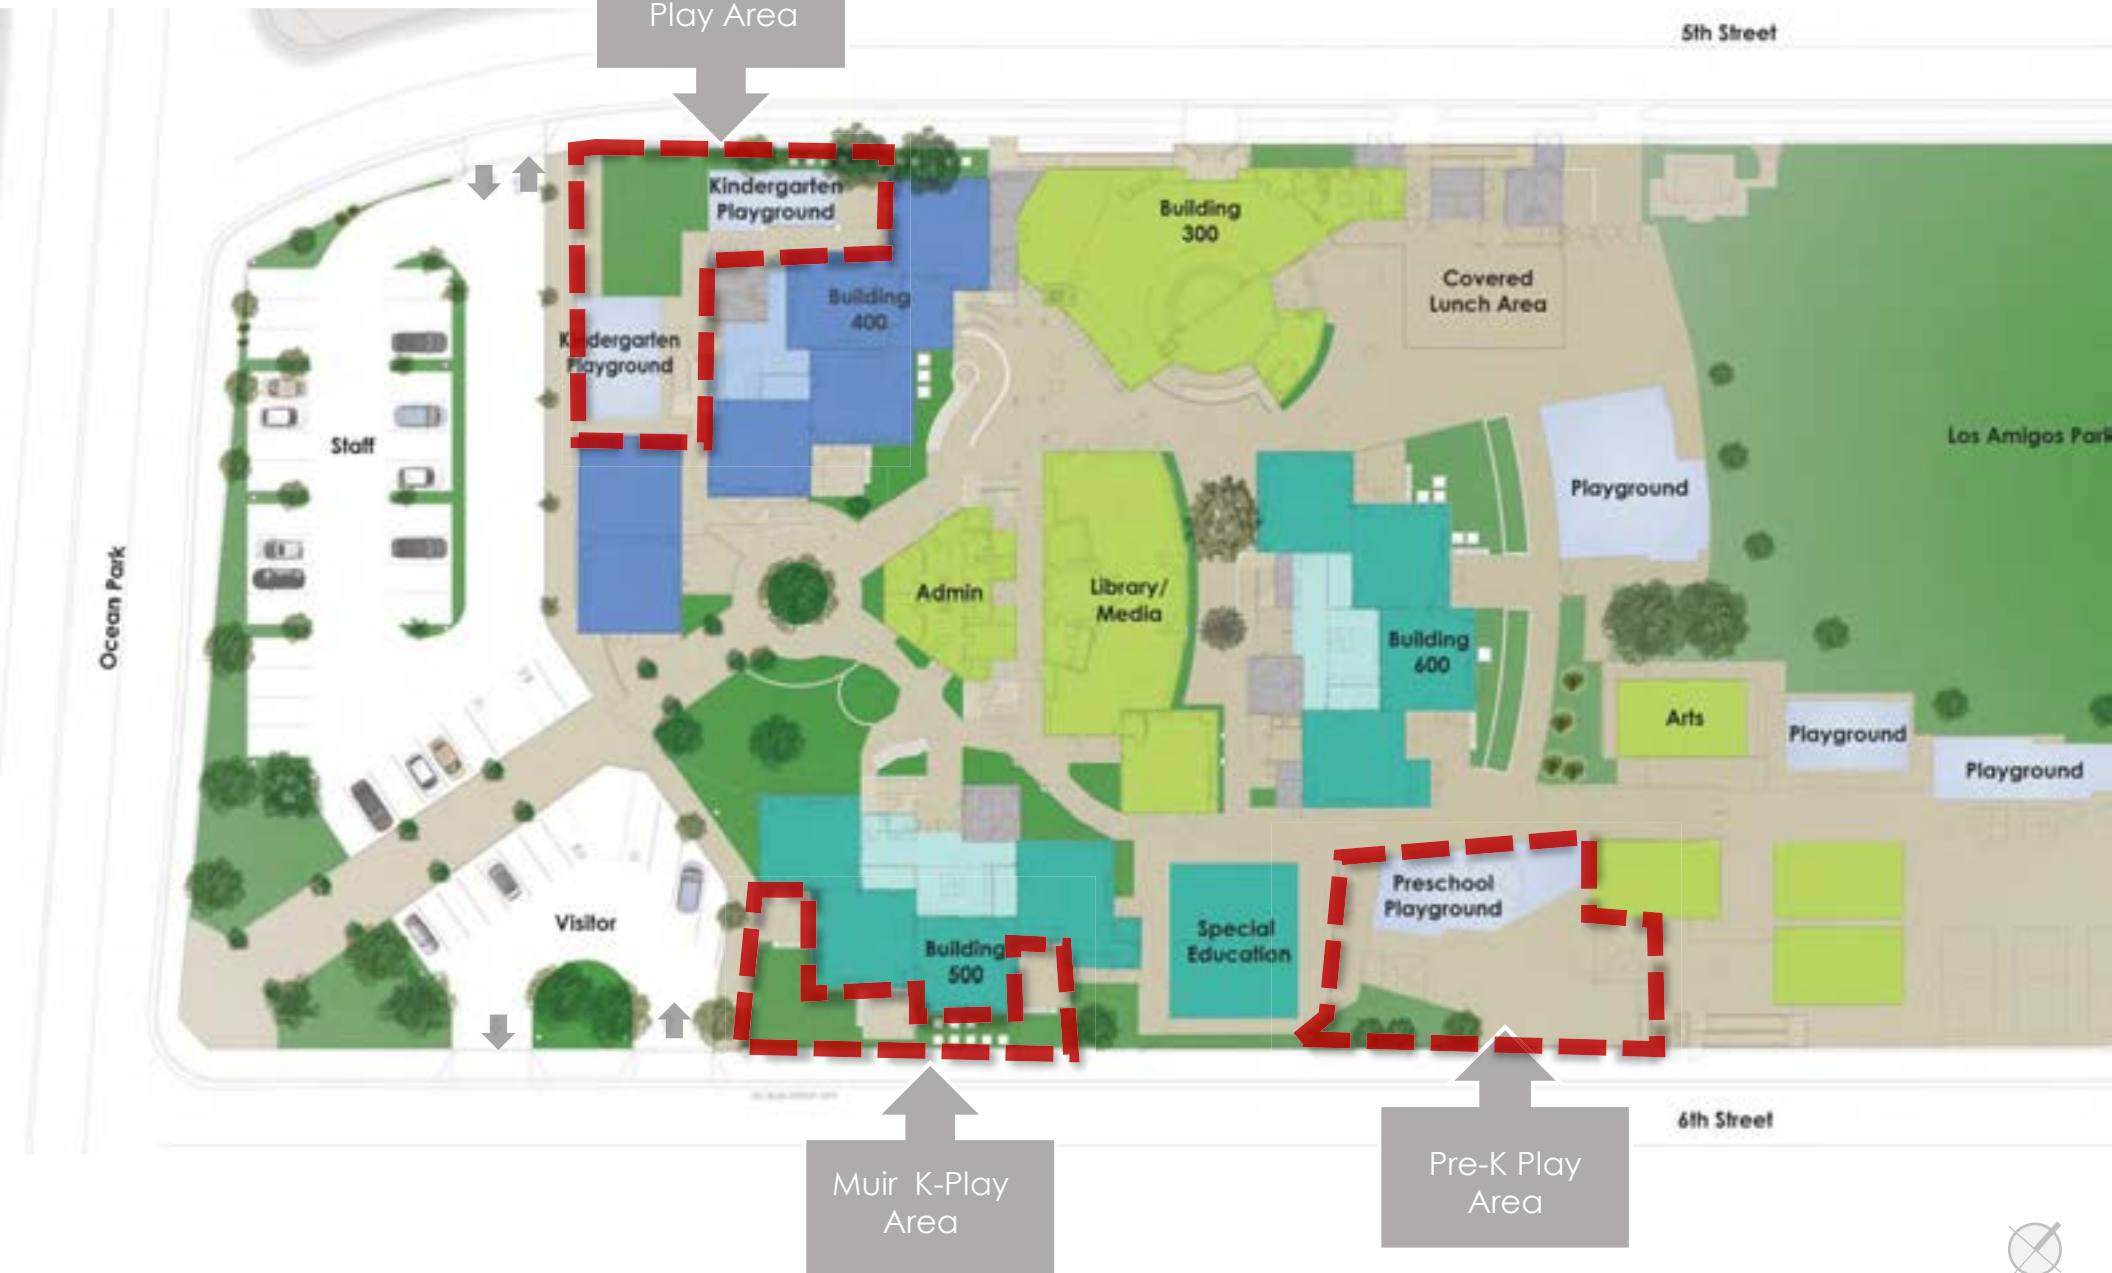 Play Area
5th Street
Kindergarten
Playground
Building
300
Covered
Lunch Area
Building
400
Kindergarten
Playground
Staff
Los Amigos Park
Playground
Ocean Park
Admin
Library/
Media
Building
600
Arts
Playground
Playground
Preschool
Playground
Visitor
Building
500
Special
Education
6th Street
Muir K-Play
Area
Pre-K Play
Area